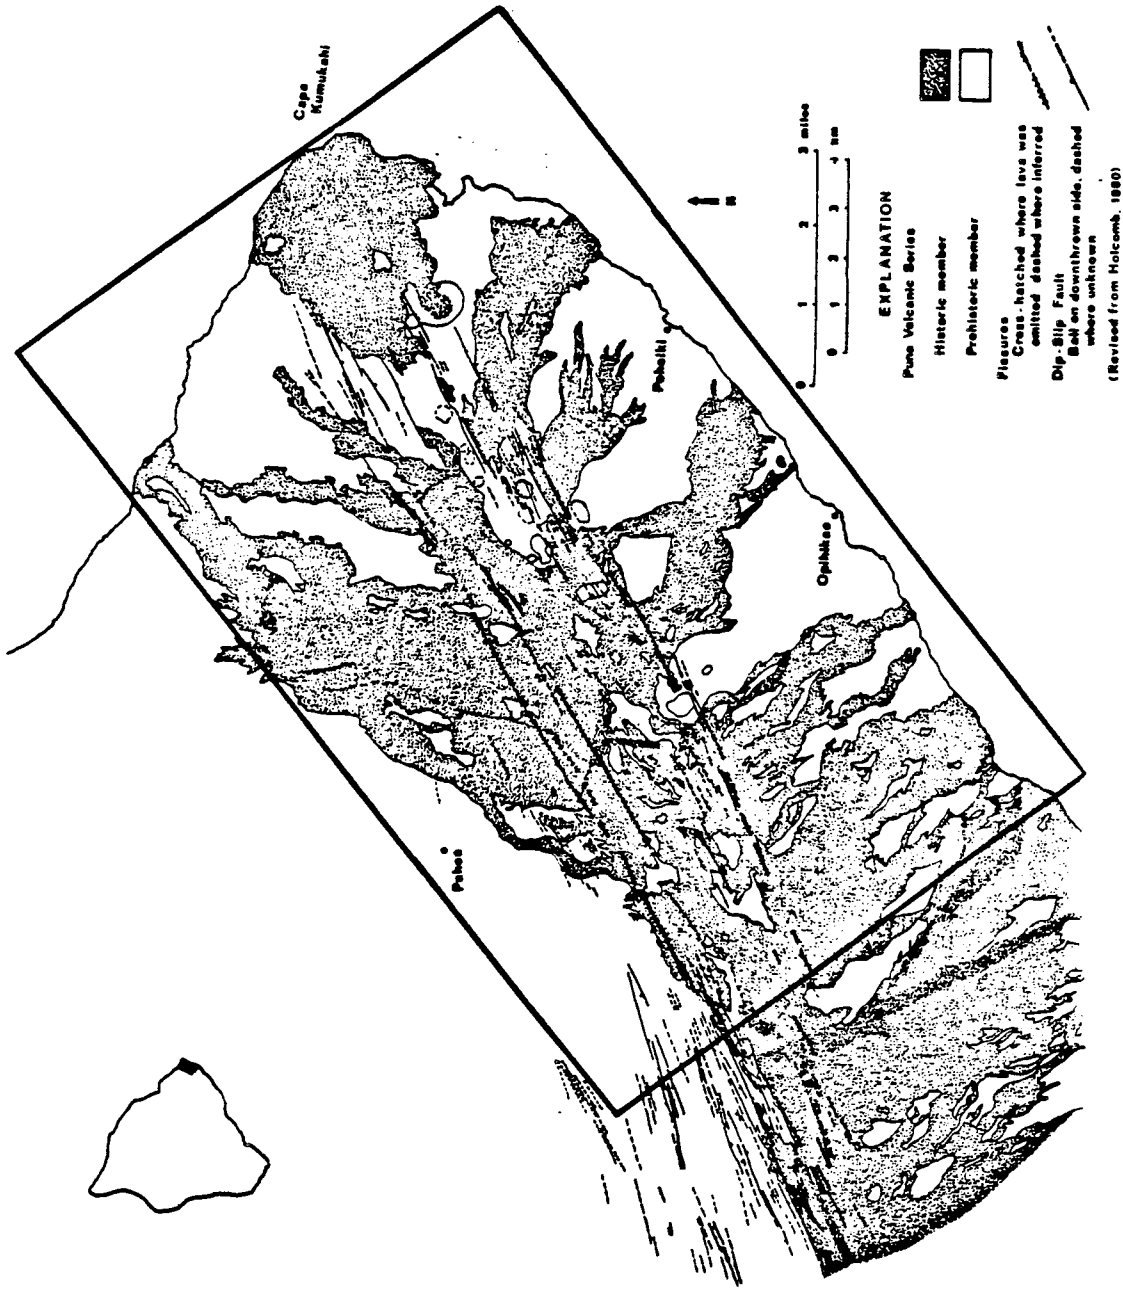 Cape
Kumukahi
Pahoa
Pohoiki
Opihikao
N
0 1 2 3 miles
0 1 2 3 4 km
EXPLANATION
Puna Volcanic Series
Historic member
Prehistoric member
Fissures
Cross-hatched where lava was
omitted dashed where inferred
Dip-Slip Fault
Ball on downthrown side, dashed
where unknown
(Revised from Holcomb, 1980)